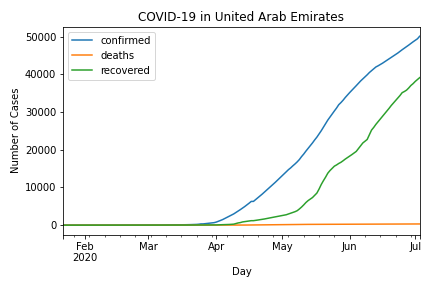 COVID-19 in United Arab Emirates
confirmed
deaths
recovered
50000
40000
30000
20000
10000
0
Number of Cases
Feb
2020
Mar
Apr
May
Jun
Jul
Day